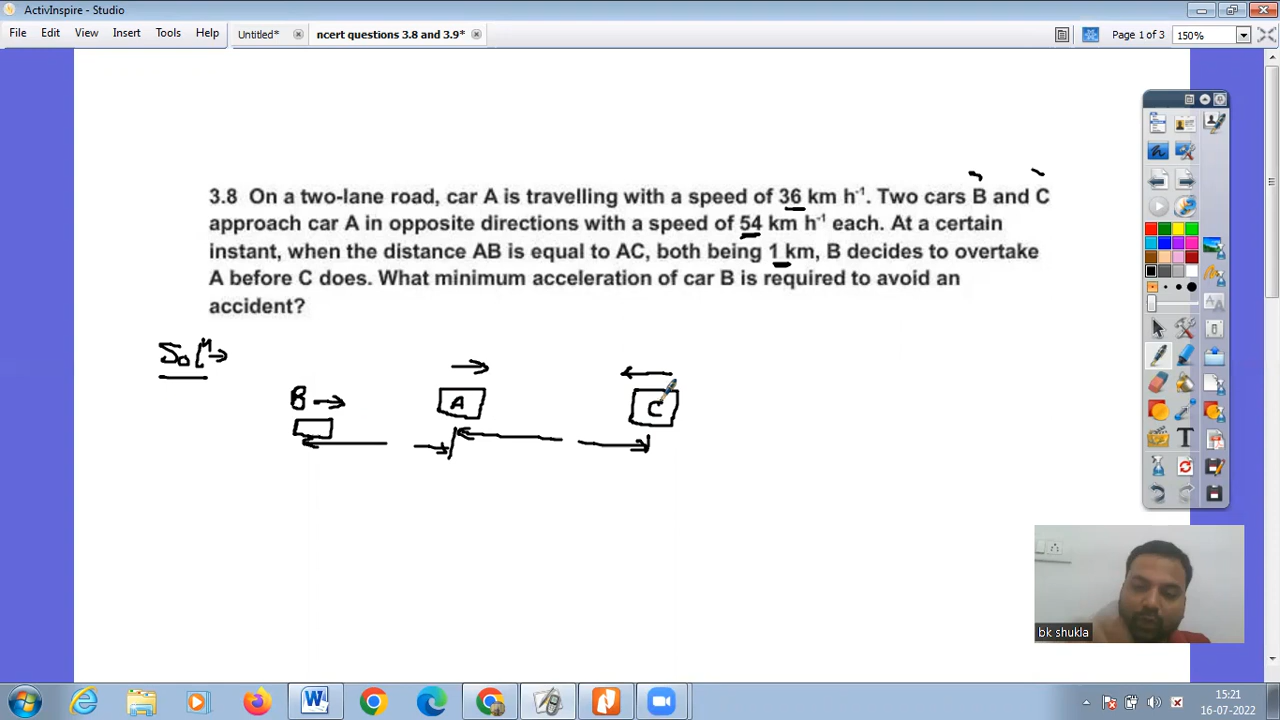 ActivInspire - Studio
File Edit View Insert Tools Help Untitled* ncert questions 3.8 and 3.9* Page 1 of 3 150%
3.8 On a two-lane road, car A is travelling with a speed of 36 km h-1. Two cars B and C
approach car A in opposite directions with a speed of 54 km h-1 each. At a certain
instant, when the distance AB is equal to AC, both being 1 km, B decides to overtake
A before C does. What minimum acceleration of car B is required to avoid an
accident?
Soln→
B → A C
bk shukla
15:21
16-07-2022